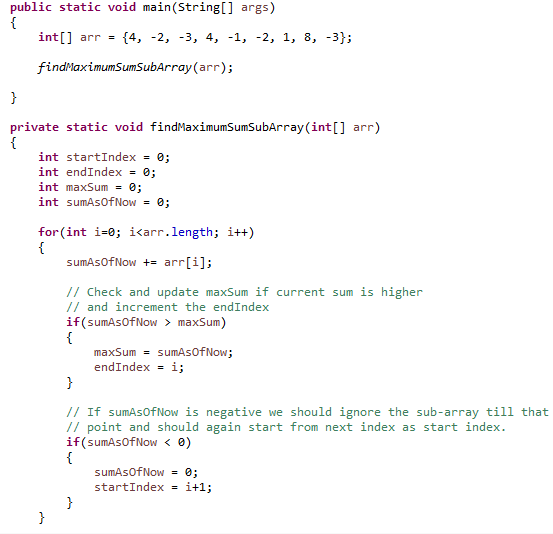 public static void main(String[] args)
{
int[] arr = {4, -2, -3, 4, -1, -2, 1, 8, -3};
findMaximumSumSubArray(arr);
}
private static void findMaximumSumSubArray(int[] arr)
{
int startIndex = 0;
int endIndex = 0;
int maxSum = 0;
int sumAsOfNow = 0;
for(int i=0; i<arr.length; i++)
{
sumAsOfNow += arr[i];
// Check and update maxSum if current sum is higher
// and increment the endIndex
if(sumAsOfNow > maxSum)
{
maxSum = sumAsOfNow;
endIndex = i;
}
// If sumAsOfNow is negative we should ignore the sub-array till that
// point and should again start from next index as start index.
if(sumAsOfNow < 0)
{
sumAsOfNow = 0;
startIndex = i+1;
}
}